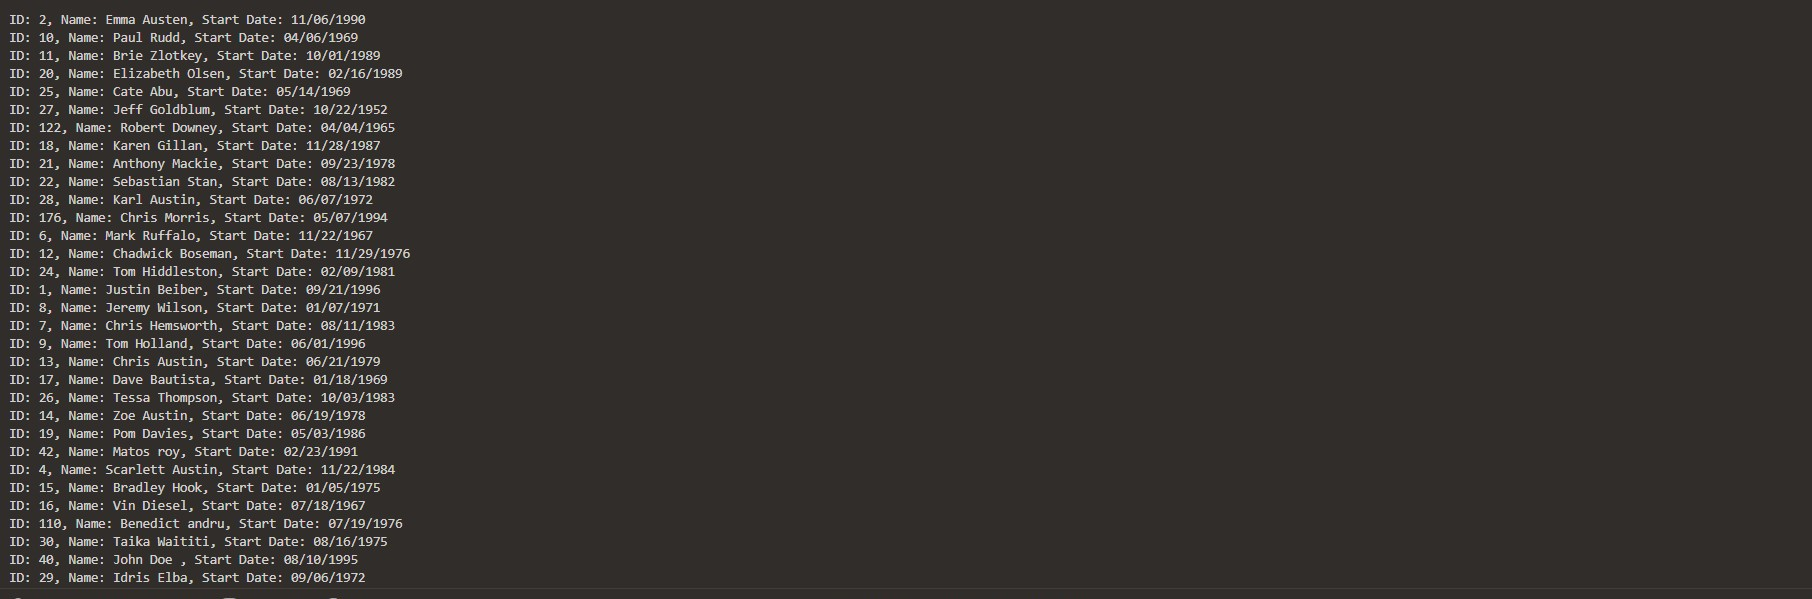 ID: 2, Name: Emma Austen, Start Date: 11/06/1990
ID: 10, Name: Paul Rudd, Start Date: 04/06/1969
ID: 11, Name: Brie Zlotkey, Start Date: 10/01/1989
ID: 20, Name: Elizabeth Olsen, Start Date: 02/16/1989
ID: 25, Name: Cate Abu, Start Date: 05/14/1969
ID: 27, Name: Jeff Goldblum, Start Date: 10/22/1952
ID: 122, Name: Robert Downey, Start Date: 04/04/1965
ID: 18, Name: Karen Gillan, Start Date: 11/28/1987
ID: 21, Name: Anthony Mackie, Start Date: 09/23/1978
ID: 22, Name: Sebastian Stan, Start Date: 08/13/1982
ID: 28, Name: Karl Austin, Start Date: 06/07/1972
ID: 176, Name: Chris Morris, Start Date: 05/07/1994
ID: 6, Name: Mark Ruffalo, Start Date: 11/22/1967
ID: 12, Name: Chadwick Boseman, Start Date: 11/29/1976
ID: 24, Name: Tom Hiddleston, Start Date: 02/09/1981
ID: 1, Name: Justin Beiber, Start Date: 09/21/1996
ID: 8, Name: Jeremy Wilson, Start Date: 01/07/1971
ID: 7, Name: Chris Hemsworth, Start Date: 08/11/1983
ID: 9, Name: Tom Holland, Start Date: 06/01/1996
ID: 13, Name: Chris Austin, Start Date: 06/21/1979
ID: 17, Name: Dave Bautista, Start Date: 01/18/1969
ID: 26, Name: Tessa Thompson, Start Date: 10/03/1983
ID: 14, Name: Zoe Austin, Start Date: 06/19/1978
ID: 19, Name: Pom Davies, Start Date: 05/03/1986
ID: 42, Name: Matos roy, Start Date: 02/23/1991
ID: 4, Name: Scarlett Austin, Start Date: 11/22/1984
ID: 15, Name: Bradley Hook, Start Date: 01/05/1975
ID: 16, Name: Vin Diesel, Start Date: 07/18/1967
ID: 110, Name: Benedict andru, Start Date: 07/19/1976
ID: 30, Name: Taika Waititi, Start Date: 08/16/1975
ID: 40, Name: John Doe , Start Date: 08/10/1995
ID: 29, Name: Idris Elba, Start Date: 09/06/1972